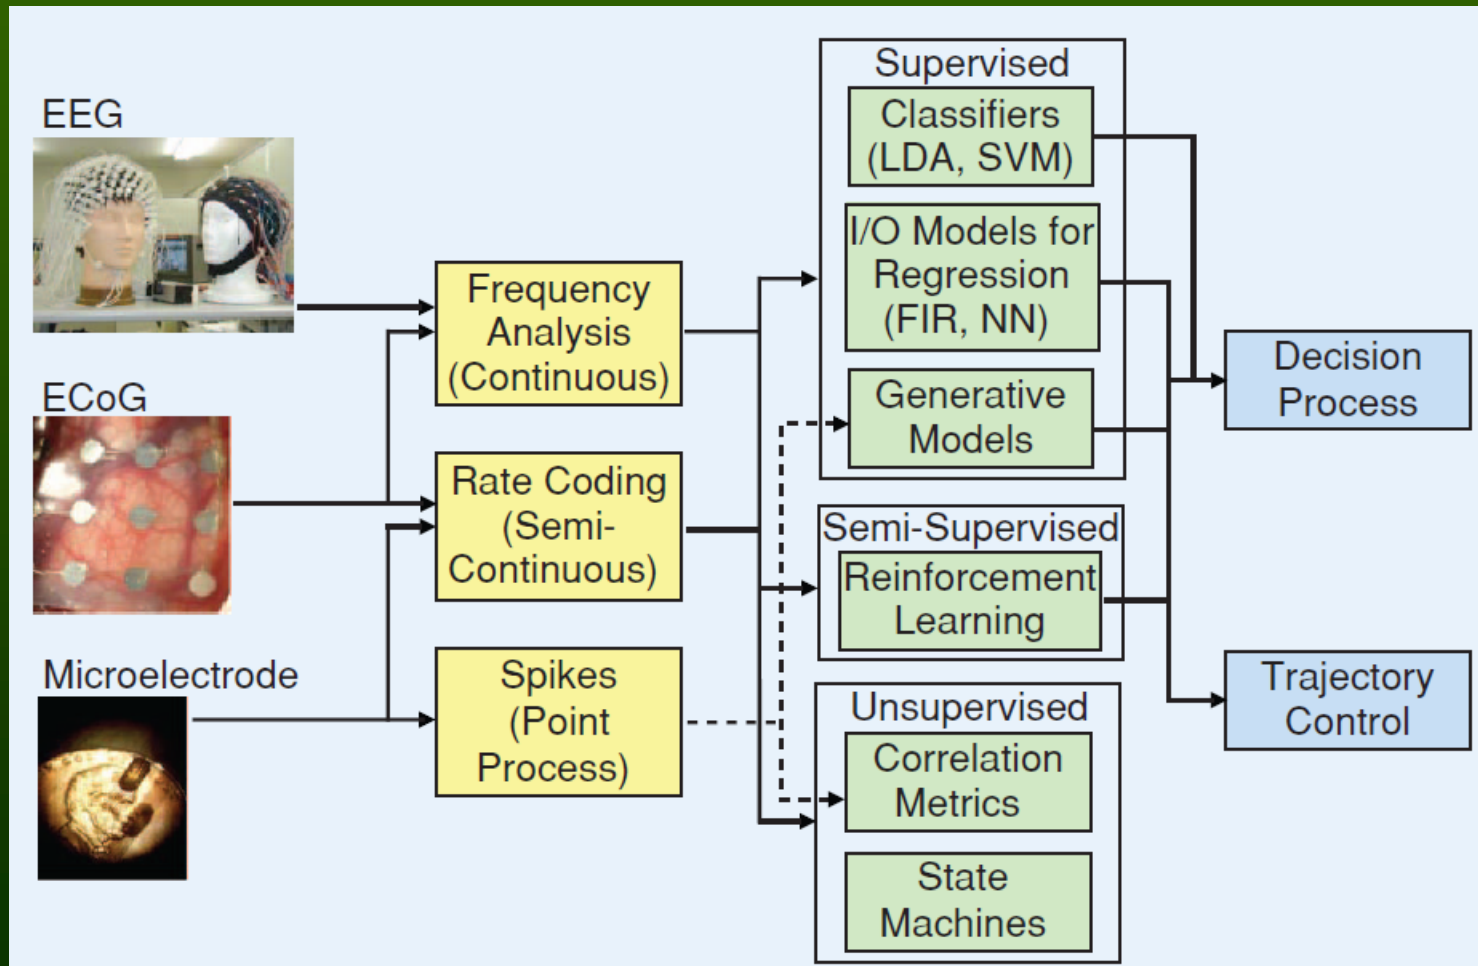 EEG
ECoG
Microelectrode
Frequency
Analysis
(Continuous)
Rate Coding
(Semi-
Continuous)
Spikes
(Point
Process)
Supervised
Classifiers
(LDA, SVM)
I/O Models for
Regression
(FIR, NN)
Generative
Models
Semi-Supervised
Reinforcement
Learning
Unsupervised
Correlation
Metrics
State
Machines
Decision
Process
Trajectory
Control